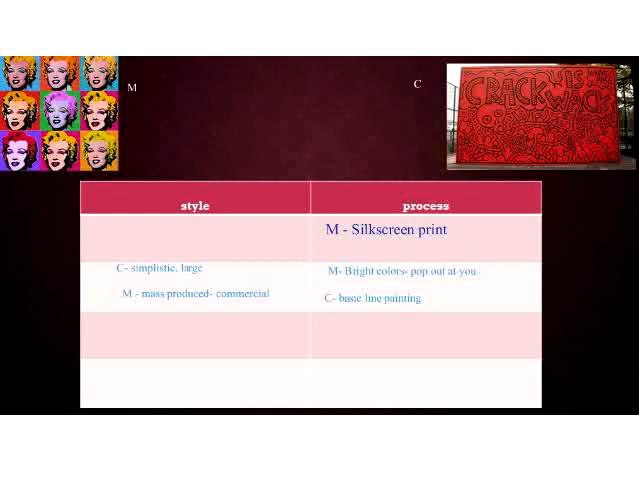 M
C
CRACK IS WACK
style
process
M - Silkscreen print
C- simplistic, large
M- Bright colors- pop out at you
M - mass produced- commercial
C- basic line painting